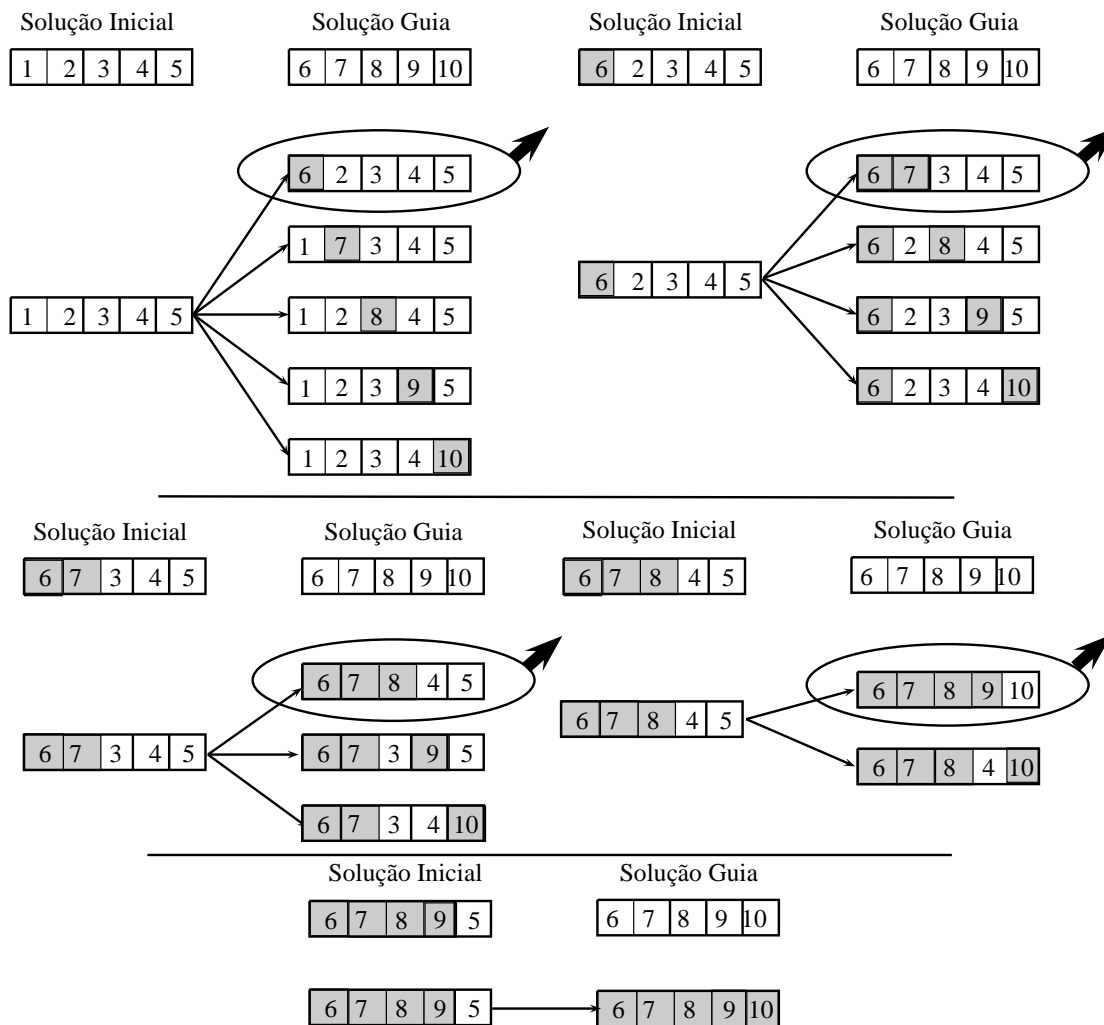 Solução Inicial Solução Guia
1 2 3 4 5 6 7 8 9 10
6 2 3 4 5
1 7 3 4 5
1 2 3 4 5 1 2 8 4 5
1 2 3 9 5
1 2 3 4 10
Solução Inicial Solução Guia
6 2 3 4 5 6 7 8 9 10
6 7 3 4 5
6 2 8 4 5
6 2 3 4 5
6 2 3 9 5
6 2 3 4 10
Solução Inicial Solução Guia
6 7 3 4 5 6 7 8 9 10
6 7 8 4 5
6 7 3 4 5 6 7 3 9 5
6 7 3 4 10
Solução Inicial Solução Guia
6 7 8 4 5 6 7 8 9 10
6 7 8 9 10
6 7 8 4 5
6 7 8 4 10
Solução Inicial Solução Guia
6 7 8 9 5 6 7 8 9 10
6 7 8 9 5 6 7 8 9 10